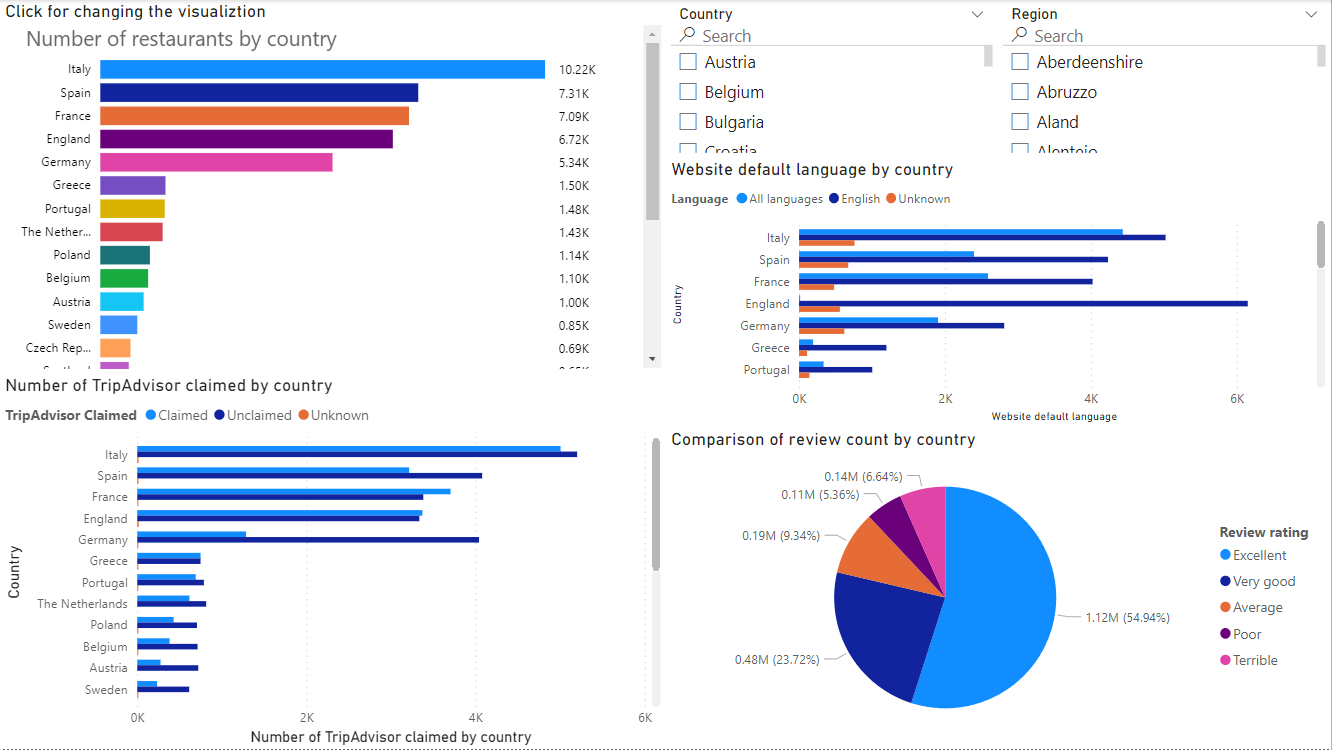 Click for changing the visualiztion
Number of restaurants by country
Italy 10.22K
Spain 7.31K
France 7.09K
England 6.72K
Germany 5.34K
Greece 1.50K
Portugal 1.48K
The Nether... 1.43K
Poland 1.14K
Belgium 1.10K
Austria 1.00K
Sweden 0.85K
Czech Rep... 0.69K
Country
Search
Austria
Belgium
Bulgaria
Croatia
Region
Search
Aberdeenshire
Abruzzo
Aland
Alentejo
Website default language by country
Language All languages English Unknown
Country
Italy
Spain
France
England
Germany
Greece
Portugal
0K 2K 4K 6K
Website default language
Number of TripAdvisor claimed by country
TripAdvisor Claimed Claimed Unclaimed Unknown
Country
Italy
Spain
France
England
Germany
Greece
Portugal
The Netherlands
Poland
Belgium
Austria
Sweden
0K 2K 4K 6K
Number of TripAdvisor claimed by country
Comparison of review count by country
0.14M (6.64%)
0.11M (5.36%)
0.19M (9.34%)
0.48M (23.72%)
1.12M (54.94%)
Review rating
Excellent
Very good
Average
Poor
Terrible